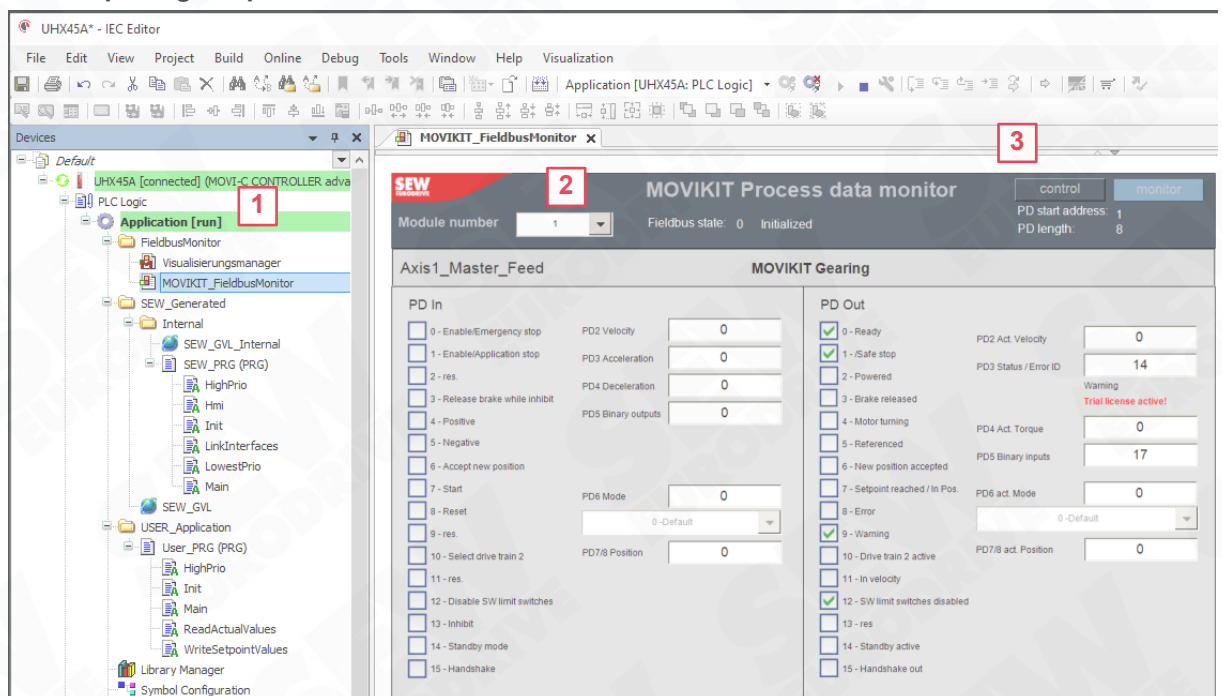 UHX45A* - IEC Editor
File Edit View Project Build Online Debug Tools Window Help Visualization
Application [UHX45A: PLC Logic]
Devices
MOVIKIT_FieldbusMonitor
Default
UHX45A [connected] (MOVI-C CONTROLLER adva
PLC Logic
Application [run]
FieldbusMonitor
Visualisierungsmanager
MOVIKIT_FieldbusMonitor
SEW_Generated
Internal
SEW_GVL_Internal
SEW_PRG (PRG)
HighPrio
Hmi
Init
LinkInterfaces
LowestPrio
Main
SEW_GVL
USER_Application
User_PRG (PRG)
HighPrio
Init
Main
ReadActualValues
WriteSetpointValues
Library Manager
Symbol Configuration
1
2
3
SEW
EURODRIVE
MOVIKIT Process data monitor
control monitor
Module number 1
Fieldbus state: 0 Initialized
PD start address: 1
PD length: 8
Axis1_Master_Feed MOVIKIT Gearing
PD In
0 - Enable/Emergency stop
1 - Enable/Application stop
2 - res.
3 - Release brake while inhibit
4 - Positive
5 - Negative
6 - Accept new position
7 - Start
8 - Reset
9 - res.
10 - Select drive train 2
11 - res.
12 - Disable SW limit switches
13 - Inhibit
14 - Standby mode
15 - Handshake
PD2 Velocity 0
PD3 Acceleration 0
PD4 Deceleration 0
PD5 Binary outputs 0
PD6 Mode 0
0 -Default
PD7/8 Position 0
PD Out
0 - Ready
1 - /Safe stop
2 - Powered
3 - Brake released
4 - Motor turning
5 - Referenced
6 - New position accepted
7 - Setpoint reached / In Pos.
8 - Error
9 - Warning
10 - Drive train 2 active
11 - In velocity
12 - SW limit switches disabled
13 - res
14 - Standby active
15 - Handshake out
PD2 Act. Velocity 0
PD3 Status / Error ID 14
Warning
Trial license active!
PD4 Act. Torque 0
PD5 Binary inputs 17
PD6 act. Mode 0
0 -Default
PD7/8 act. Position 0